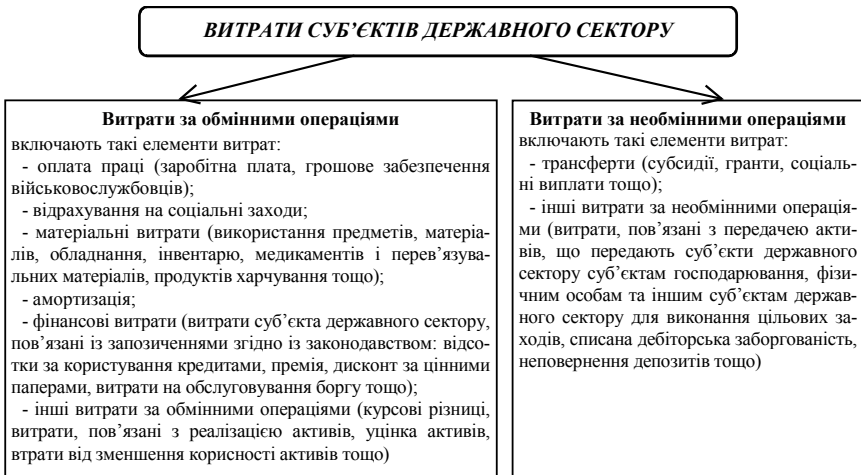 ВИТРАТИ СУБ’ЄКТІВ ДЕРЖАВНОГО СЕКТОРУ
Витрати за обмінними операціями
включають такі елементи витрат:
- оплата праці (заробітна плата, грошове забезпечення
військовослужбовців);
- відрахування на соціальні заходи;
- матеріальні витрати (використання предметів, матеріа-
лів, обладнання, інвентарю, медикаментів і перев’язу-
вальних матеріалів, продуктів харчування тощо);
- амортизація;
- фінансові витрати (витрати суб’єкта державного сектору,
пов’язані із запозиченнями згідно із законодавством: відсо-
тки за користування кредитами, премія, дисконт за цінними
паперами, витрати на обслуговування боргу тощо);
- інші витрати за обмінними операціями (курсові різниці,
витрати, пов’язані з реалізацією активів, уцінка активів,
втрати від зменшення корисності активів тощо)
Витрати за необмінними операціями
включають такі елементи витрат:
- трансферти (субсидії, гранти, соціаль-
ні виплати тощо);
- інші витрати за необмінними операція-
ми (витрати, пов’язані з передачею акти-
вів, що передають суб’єкти державного
сектору суб’єктам господарювання, фізи-
чним особам та іншим суб’єктам держав-
ного сектору для виконання цільових за-
ходів, списана дебіторська заборгованість,
неповернення депозитів тощо)